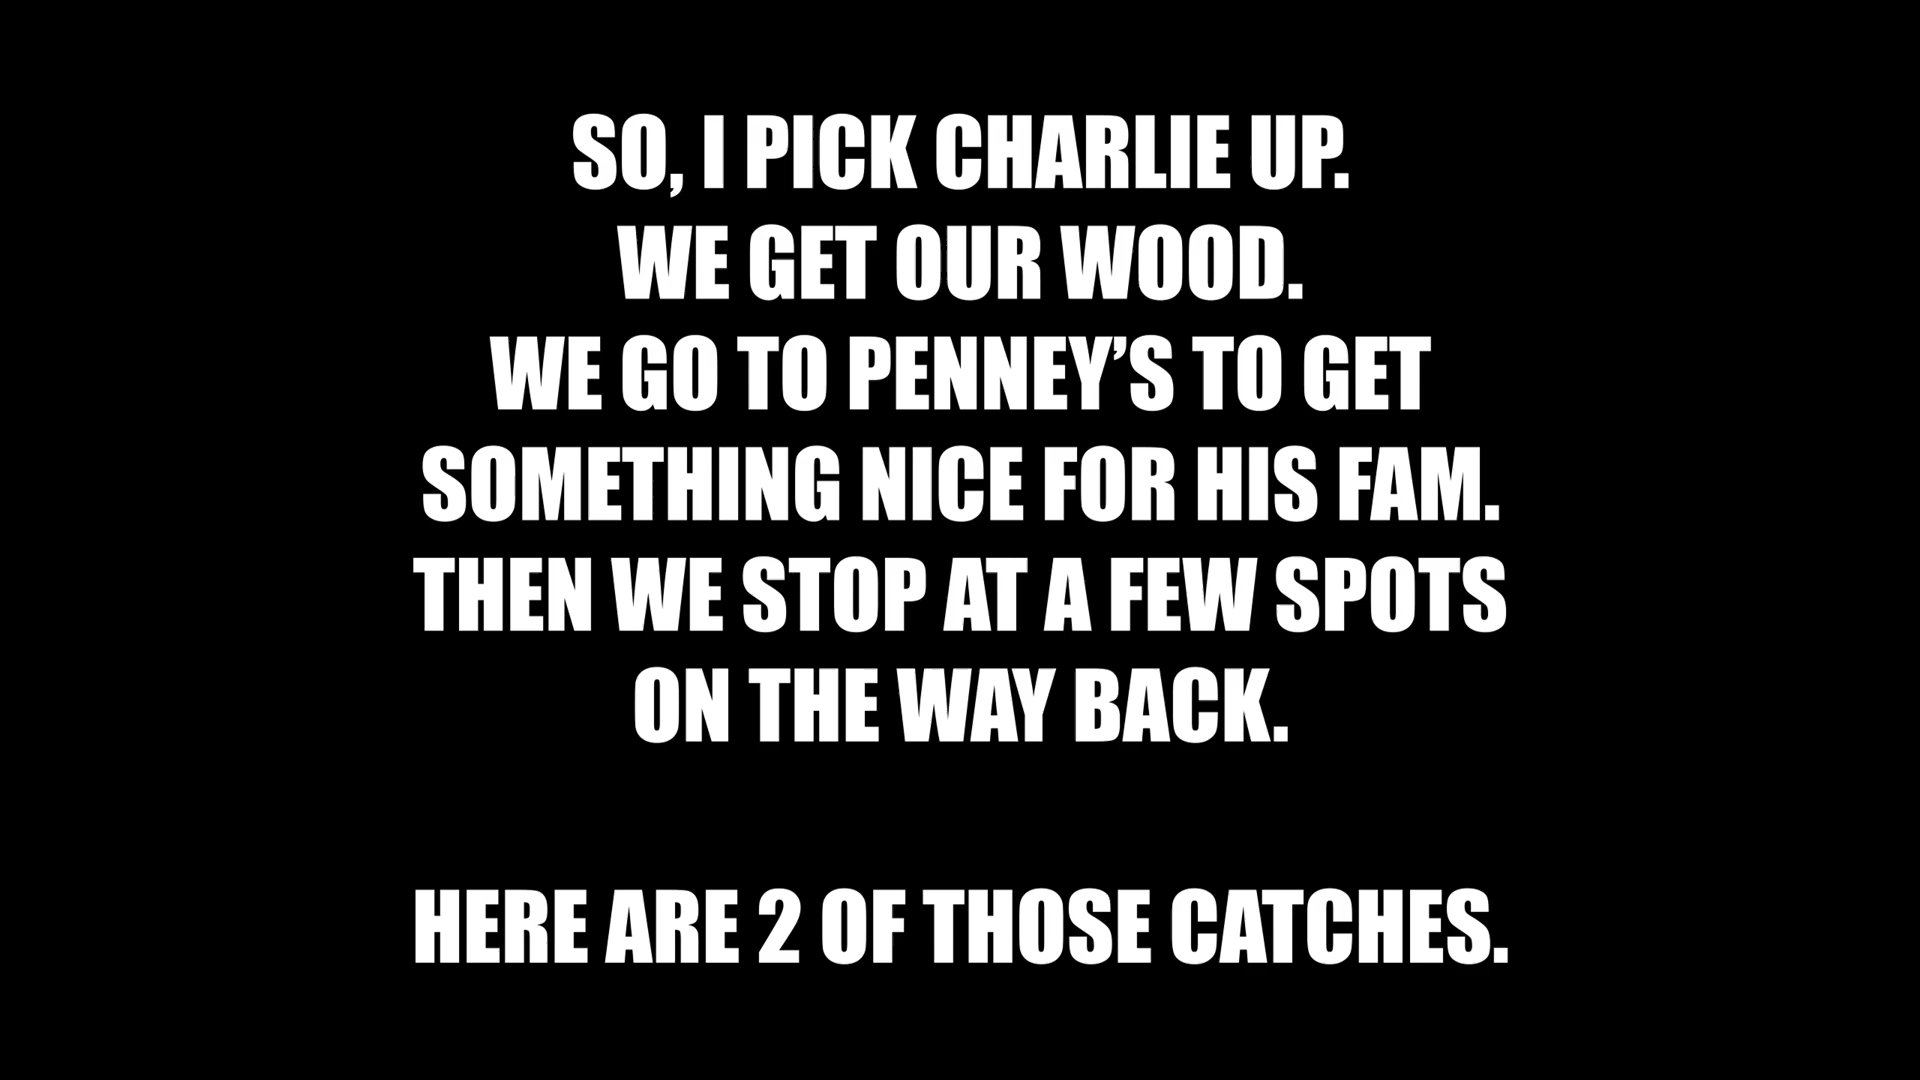 SO, I PICK CHARLIE UP.
WE GET OUR WOOD.
WE GO TO PENNEY’S TO GET
SOMETHING NICE FOR HIS FAM.
THEN WE STOP AT A FEW SPOTS
ON THE WAY BACK.
HERE ARE 2 OF THOSE CATCHES.